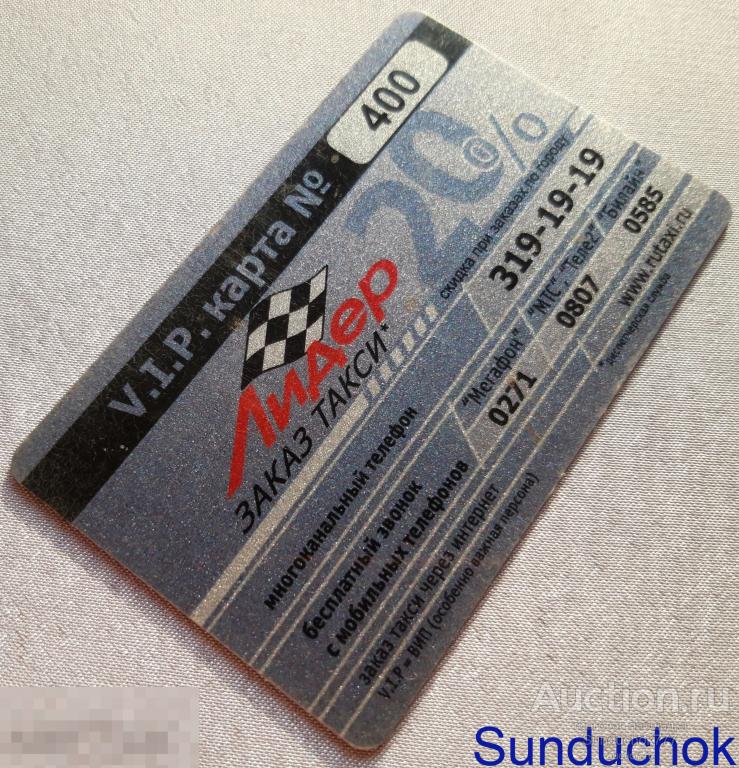 V.I.P. карта № 400
20%
скидка при заказах по городу
ЛиДер
ЗАКАЗ ТАКСИ*
многоканальный телефон 319-19-19
бесплатный звонок "Мегафон" "МТС", "Теле2" "Билайн"
с мобильных телефонов 0271 0807 0585
заказ такси через интернет www.rutaxi.ru
V.I.P = ВИП (особенно важная персона) * диспетчерская служба
Auction.ru
Sunduchok